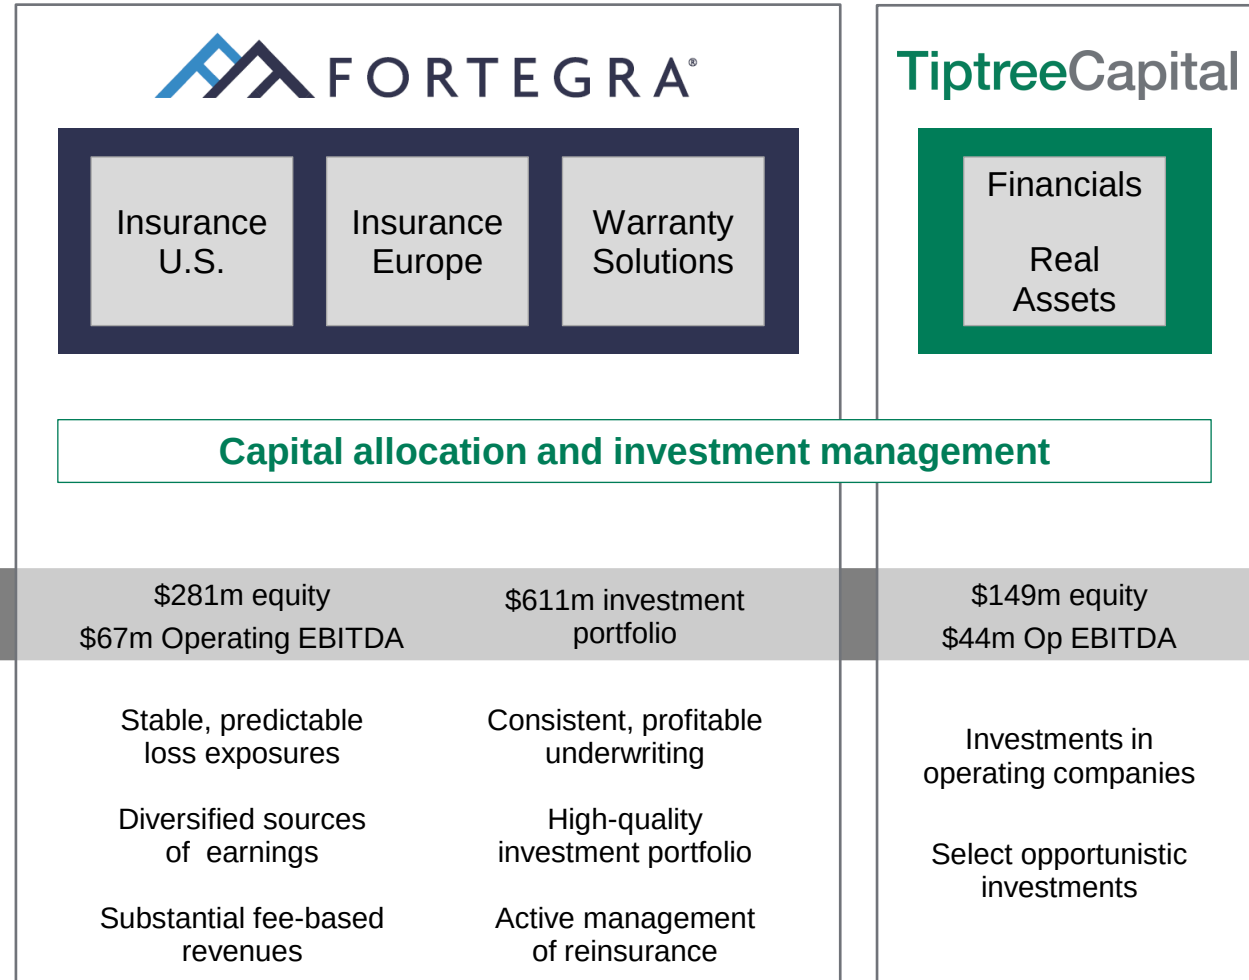 FORTEGRA®
TiptreeCapital
Insurance
U.S.
Insurance
Europe
Warranty
Solutions
Financials
Real
Assets
Capital allocation and investment management
$281m equity
$67m Operating EBITDA
$611m investment
portfolio
$149m equity
$44m Op EBITDA
Stable, predictable
loss exposures
Diversified sources
of earnings
Substantial fee-based
revenues
Consistent, profitable
underwriting
High-quality
investment portfolio
Active management
of reinsurance
Investments in
operating companies
Select opportunistic
investments